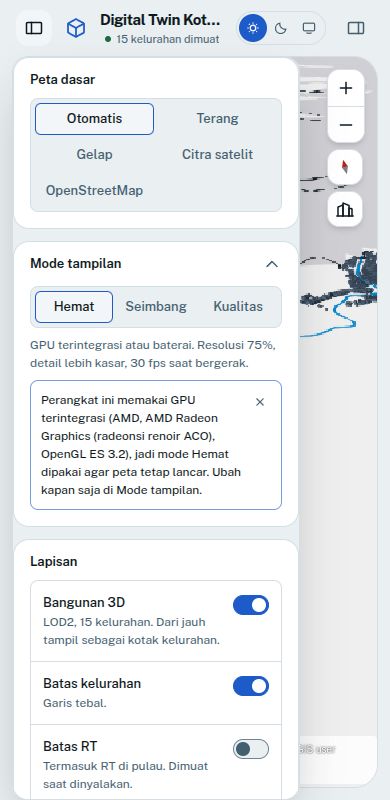 Digital Twin Kot...
15 kelurahan dimuat
Peta dasar
Otomatis
Terang
Gelap
Citra satelit
OpenStreetMap
Mode tampilan
Hemat
Seimbang
Kualitas
GPU terintegrasi atau baterai. Resolusi 75%,
detail lebih kasar, 30 fps saat bergerak.
Perangkat ini memakai GPU
terintegrasi (AMD, AMD Radeon
Graphics (radeonsi renoir ACO),
OpenGL ES 3.2), jadi mode Hemat
dipakai agar peta tetap lancar. Ubah
kapan saja di Mode tampilan.
Lapisan
Bangunan 3D
LOD2, 15 kelurahan. Dari jauh
tampil sebagai kotak kelurahan.
Batas kelurahan
Garis tebal.
Batas RT
Termasuk RT di pulau. Dimuat
saat dinyalakan.
user